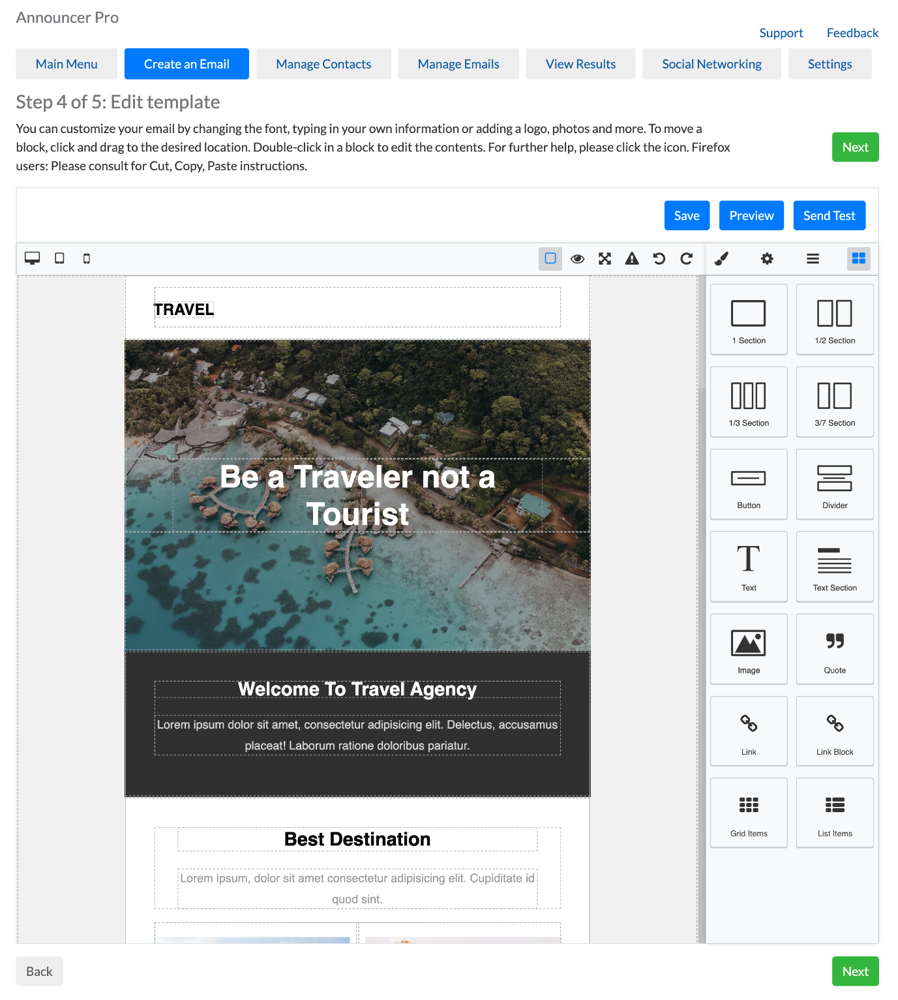 Announcer Pro
Support Feedback
Main Menu Create an Email Manage Contacts Manage Emails View Results Social Networking Settings
Step 4 of 5: Edit template
You can customize your email by changing the font, typing in your own information or adding a logo, photos and more. To move a
block, click and drag to the desired location. Double-click in a block to edit the contents. For further help, please click the icon. Firefox
users: Please consult for Cut, Copy, Paste instructions.
Next
Save Preview Send Test
TRAVEL
Be a Traveler not a
Tourist
Welcome To Travel Agency
Lorem ipsum dolor sit amet, consectetur adipisicing elit. Delectus, accusamus
placeat! Laborum ratione doloribus pariatur.
Best Destination
Lorem ipsum, dolor sit amet consectetur adipisicing elit. Cupiditate id
quod sint.
1 Section 1/2 Section
1/3 Section 3/7 Section
Button Divider
Text Text Section
Image Quote
Link Link Block
Grid Items List Items
Back Next